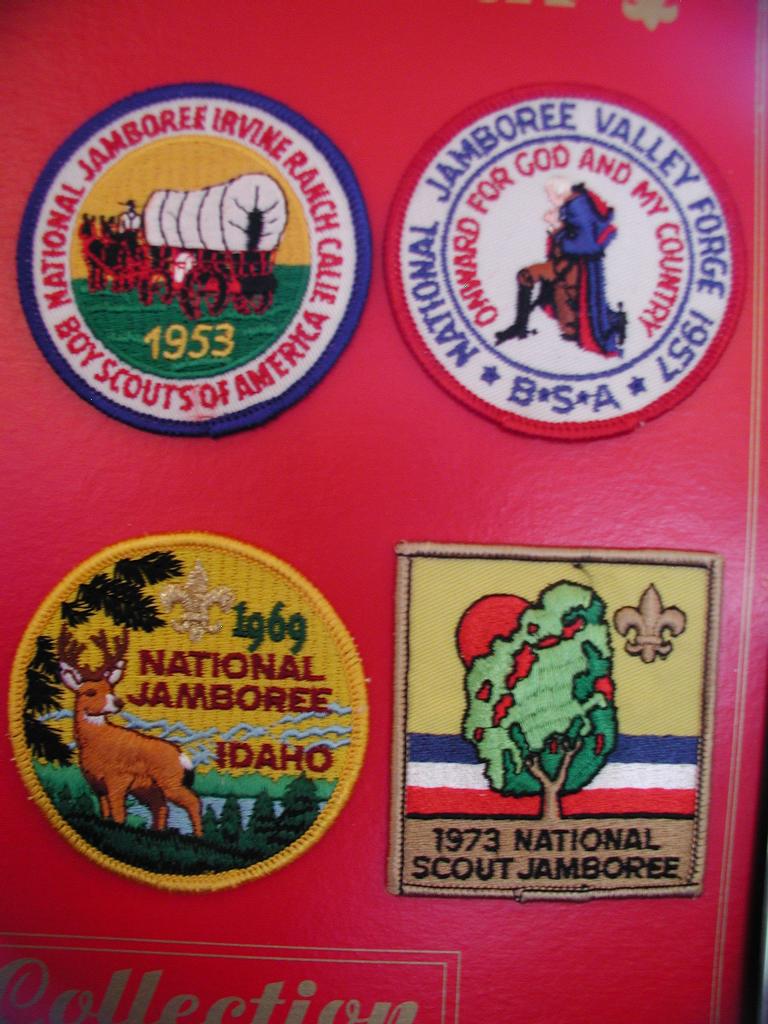 NATIONAL JAMBOREE IRVINE RANCH CALIF.
1953
BOY SCOUTS OF AMERICA
NATIONAL JAMBOREE VALLEY FORGE 1957
ONWARD FOR GOD AND MY COUNTRY
★ B★S★A ★
1969
NATIONAL
JAMBOREE
IDAHO
1973 NATIONAL
SCOUT JAMBOREE
Collection